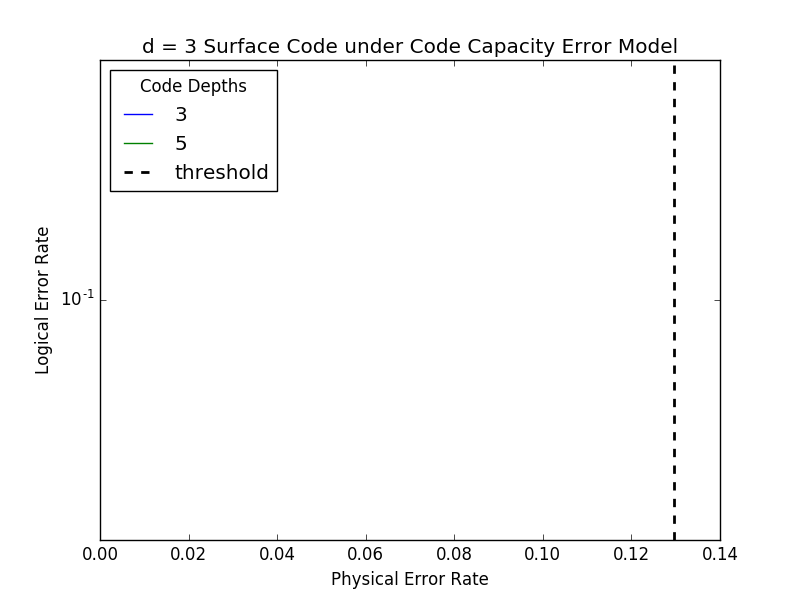 d = 3 Surface Code under Code Capacity Error Model
Code Depths
3
5
threshold
Logical Error Rate
10^-1
0.00 0.02 0.04 0.06 0.08 0.10 0.12 0.14
Physical Error Rate